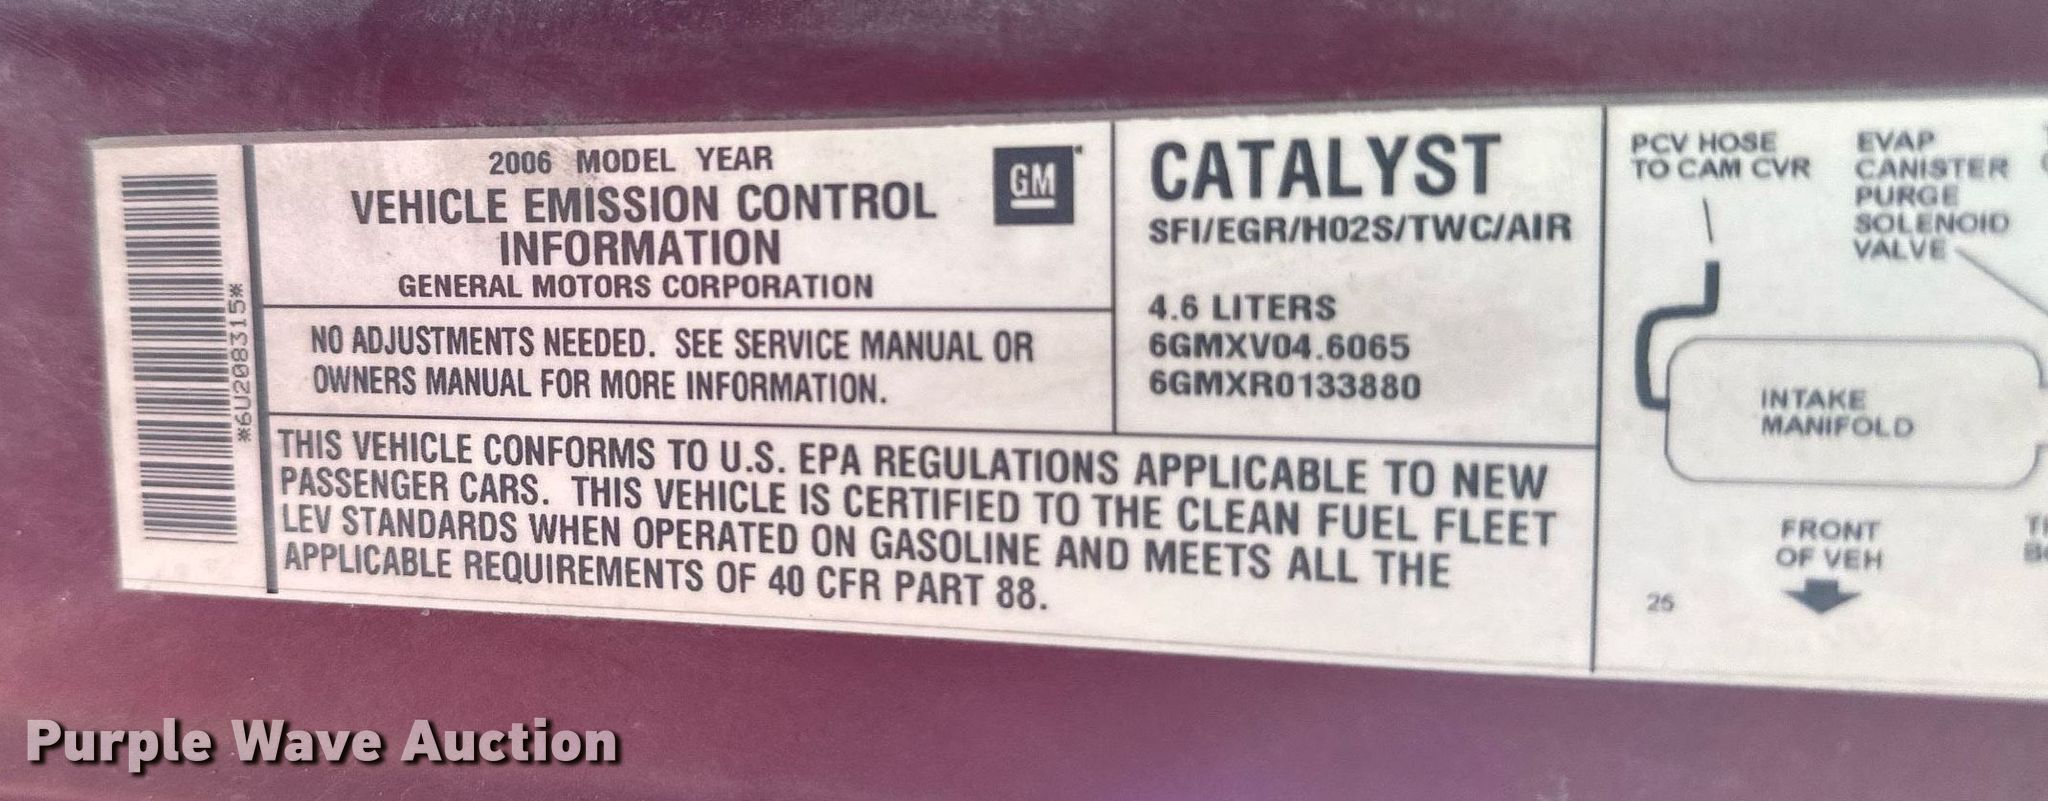 *6U208315*
2006 MODEL YEAR
VEHICLE EMISSION CONTROL
INFORMATION
GENERAL MOTORS CORPORATION
GM
NO ADJUSTMENTS NEEDED. SEE SERVICE MANUAL OR
OWNERS MANUAL FOR MORE INFORMATION.
CATALYST
SFI/EGR/HO2S/TWC/AIR
4.6 LITERS
6GMXV04.6065
6GMXR0133880
THIS VEHICLE CONFORMS TO U.S. EPA REGULATIONS APPLICABLE TO NEW
PASSENGER CARS. THIS VEHICLE IS CERTIFIED TO THE CLEAN FUEL FLEET
LEV STANDARDS WHEN OPERATED ON GASOLINE AND MEETS ALL THE
APPLICABLE REQUIREMENTS OF 40 CFR PART 88.
PCV HOSE
TO CAM CVR
EVAP
CANISTER
PURGE
SOLENOID
VALVE
INTAKE
MANIFOLD
FRONT
OF VEH
25
Purple Wave Auction